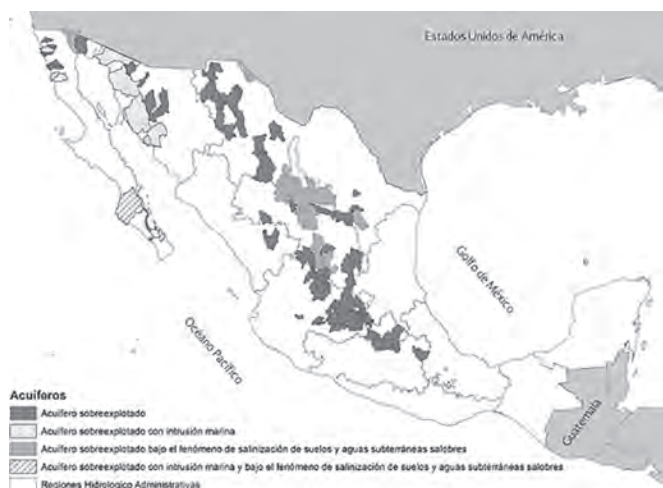 Estados Unidos de América
Golfo de México
Océano Pacífico
Guatemala
Acuíferos
Acuífero sobreexplotado
Acuífero sobreexplotado con intrusión marina
Acuífero sobreexplotado bajo el fenómeno de salinización de suelos y aguas subterráneas salobres
Acuífero sobreexplotado con intrusión marina y bajo el fenómeno de salinización de suelos y aguas subterráneas salobres
Regiones Hidrológico Administrativas